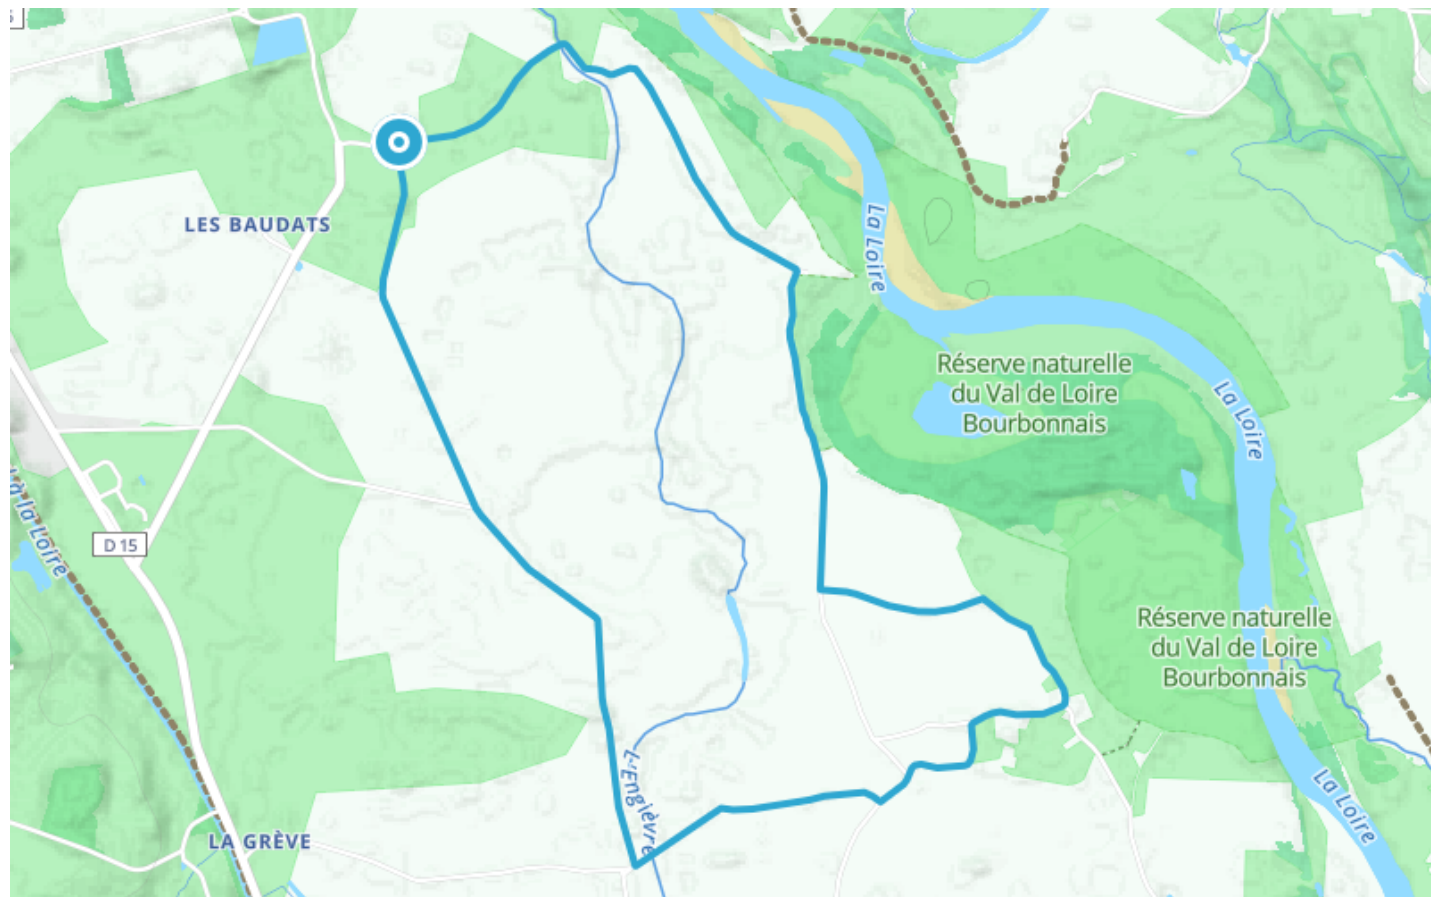 LES BAUDATS
La Loire
Réserve naturelle
du Val de Loire
Bourbonnais
La Loire
à la Loire
D 15
Réserve naturelle
du Val de Loire
Bourbonnais
L'Engièvre
La Loire
LA GRÈVE